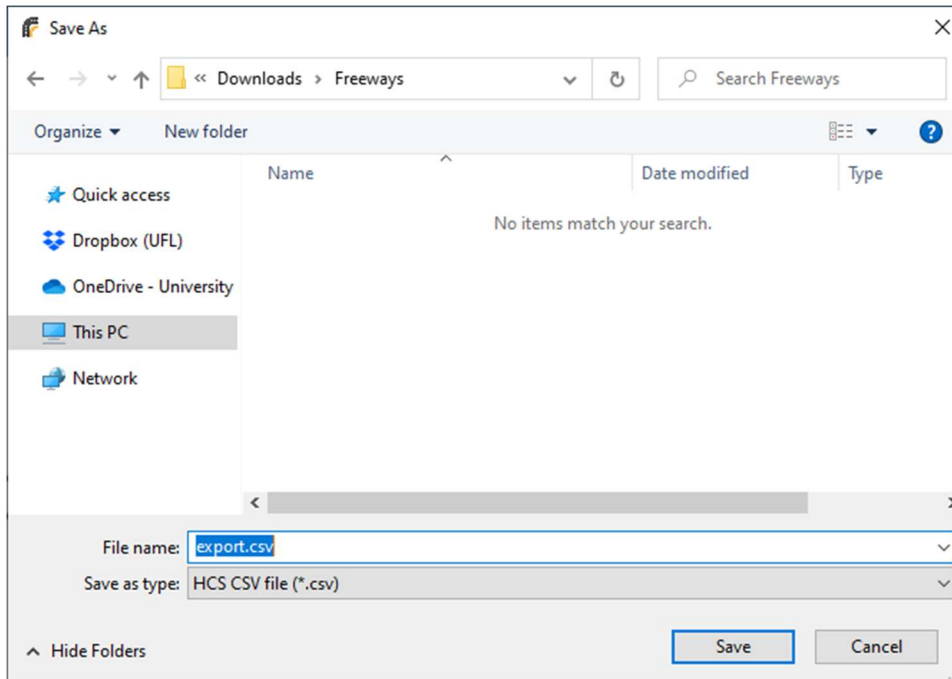 Save As
« Downloads > Freeways
Search Freeways
Organize
New folder
?
Name
Date modified
Type
Quick access
No items match your search.
Dropbox (UFL)
OneDrive - University
This PC
Network
File name: export.csv
Save as type: HCS CSV file (*.csv)
Hide Folders
Save
Cancel